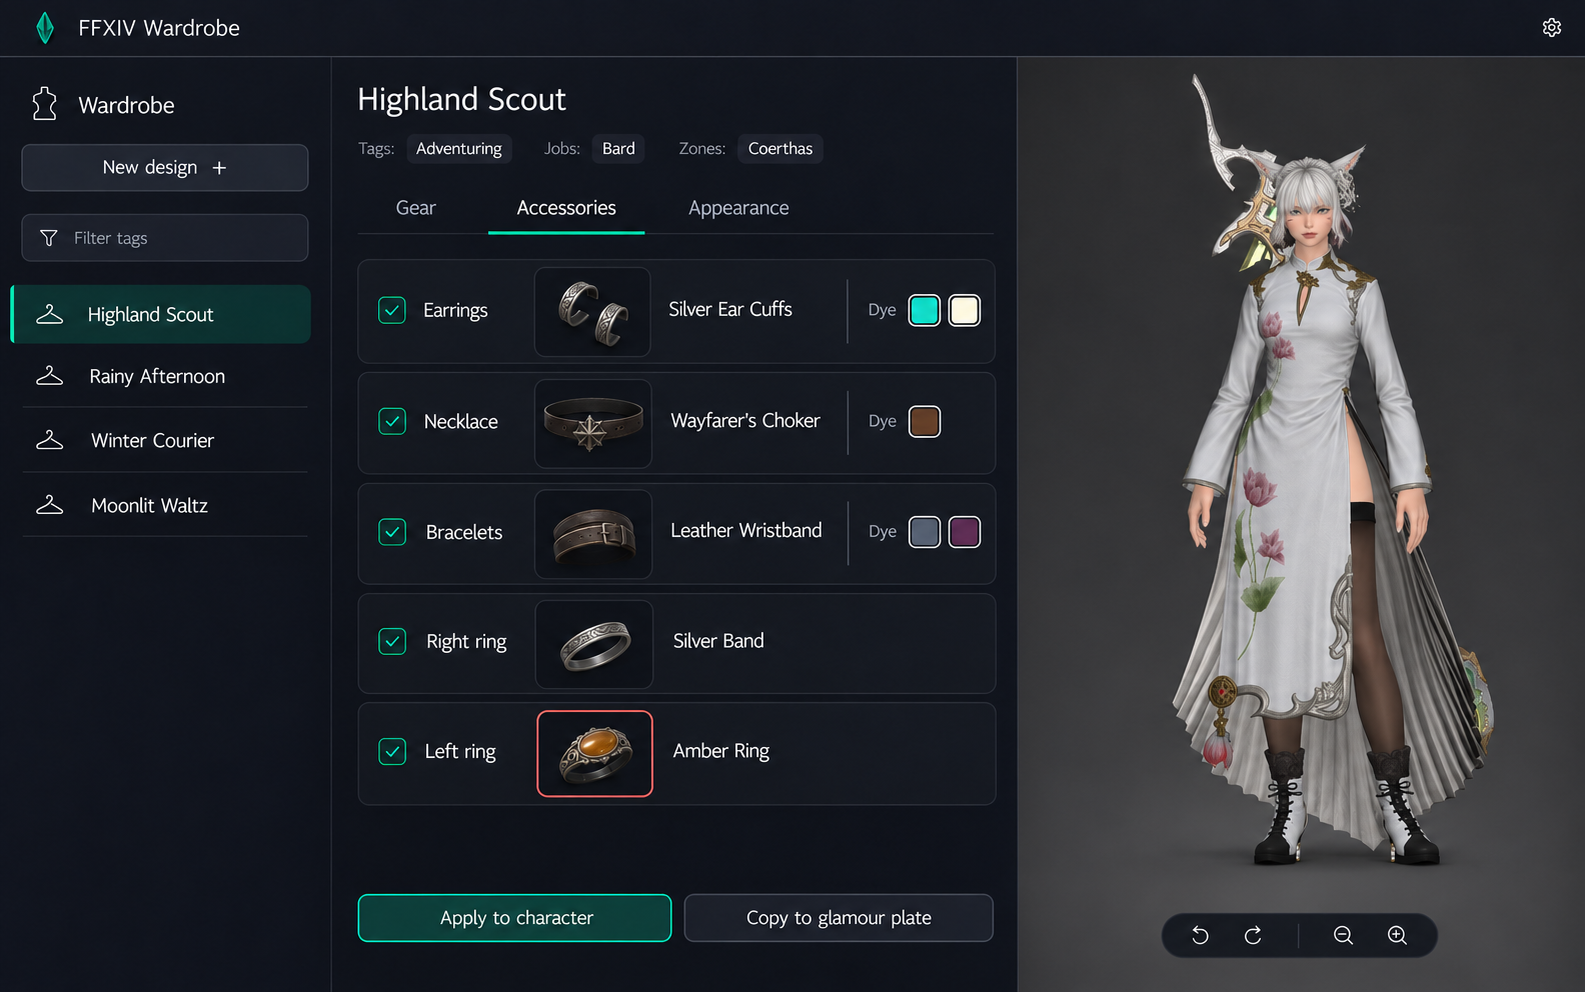 FFXIV Wardrobe
Wardrobe
New design +
Filter tags
Highland Scout
Rainy Afternoon
Winter Courier
Moonlit Waltz
Highland Scout
Tags: Adventuring Jobs: Bard Zones: Coerthas
Gear Accessories Appearance
Earrings Silver Ear Cuffs Dye
Necklace Wayfarer's Choker Dye
Bracelets Leather Wristband Dye
Right ring Silver Band
Left ring Amber Ring
Apply to character Copy to glamour plate